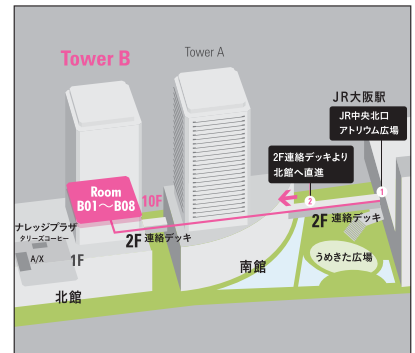 Tower B
Tower A
JR大阪駅
JR中央北口
アトリウム広場
2F連絡デッキより
北館へ直進
1
2
Room
B01〜B08
10F
ナレッジプラザ
タリーズコーヒー
A/X
1F
2F 連絡デッキ
2F 連絡デッキ
南館
うめきた広場
北館